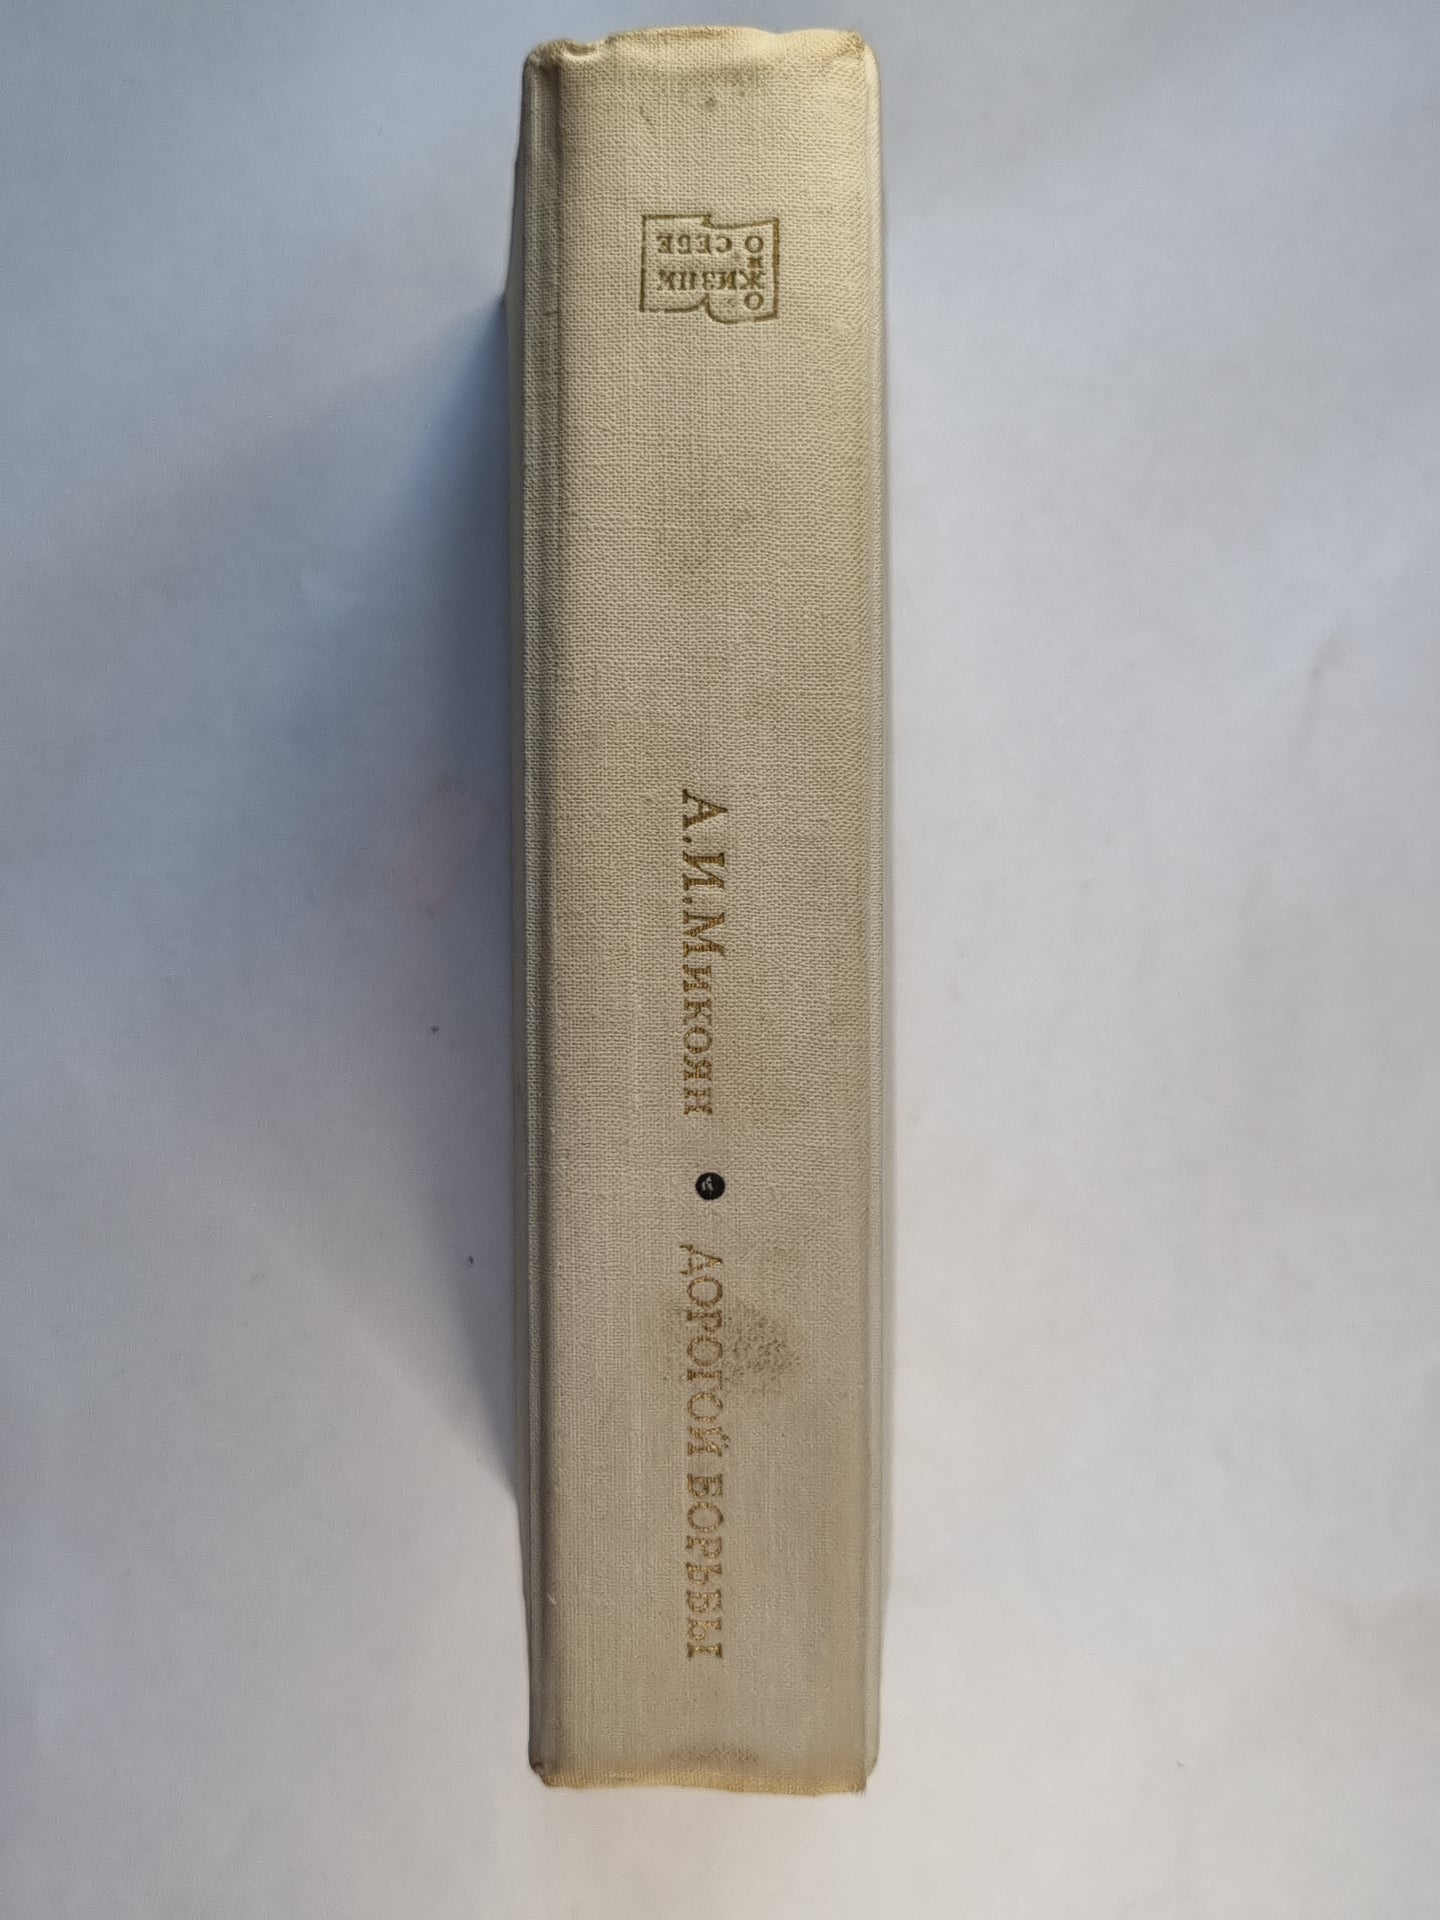 О ЖИЗНИ
и
О СЕБЕ
А.И.Микоян • ДОРОГОЙ БОРЬБЫ